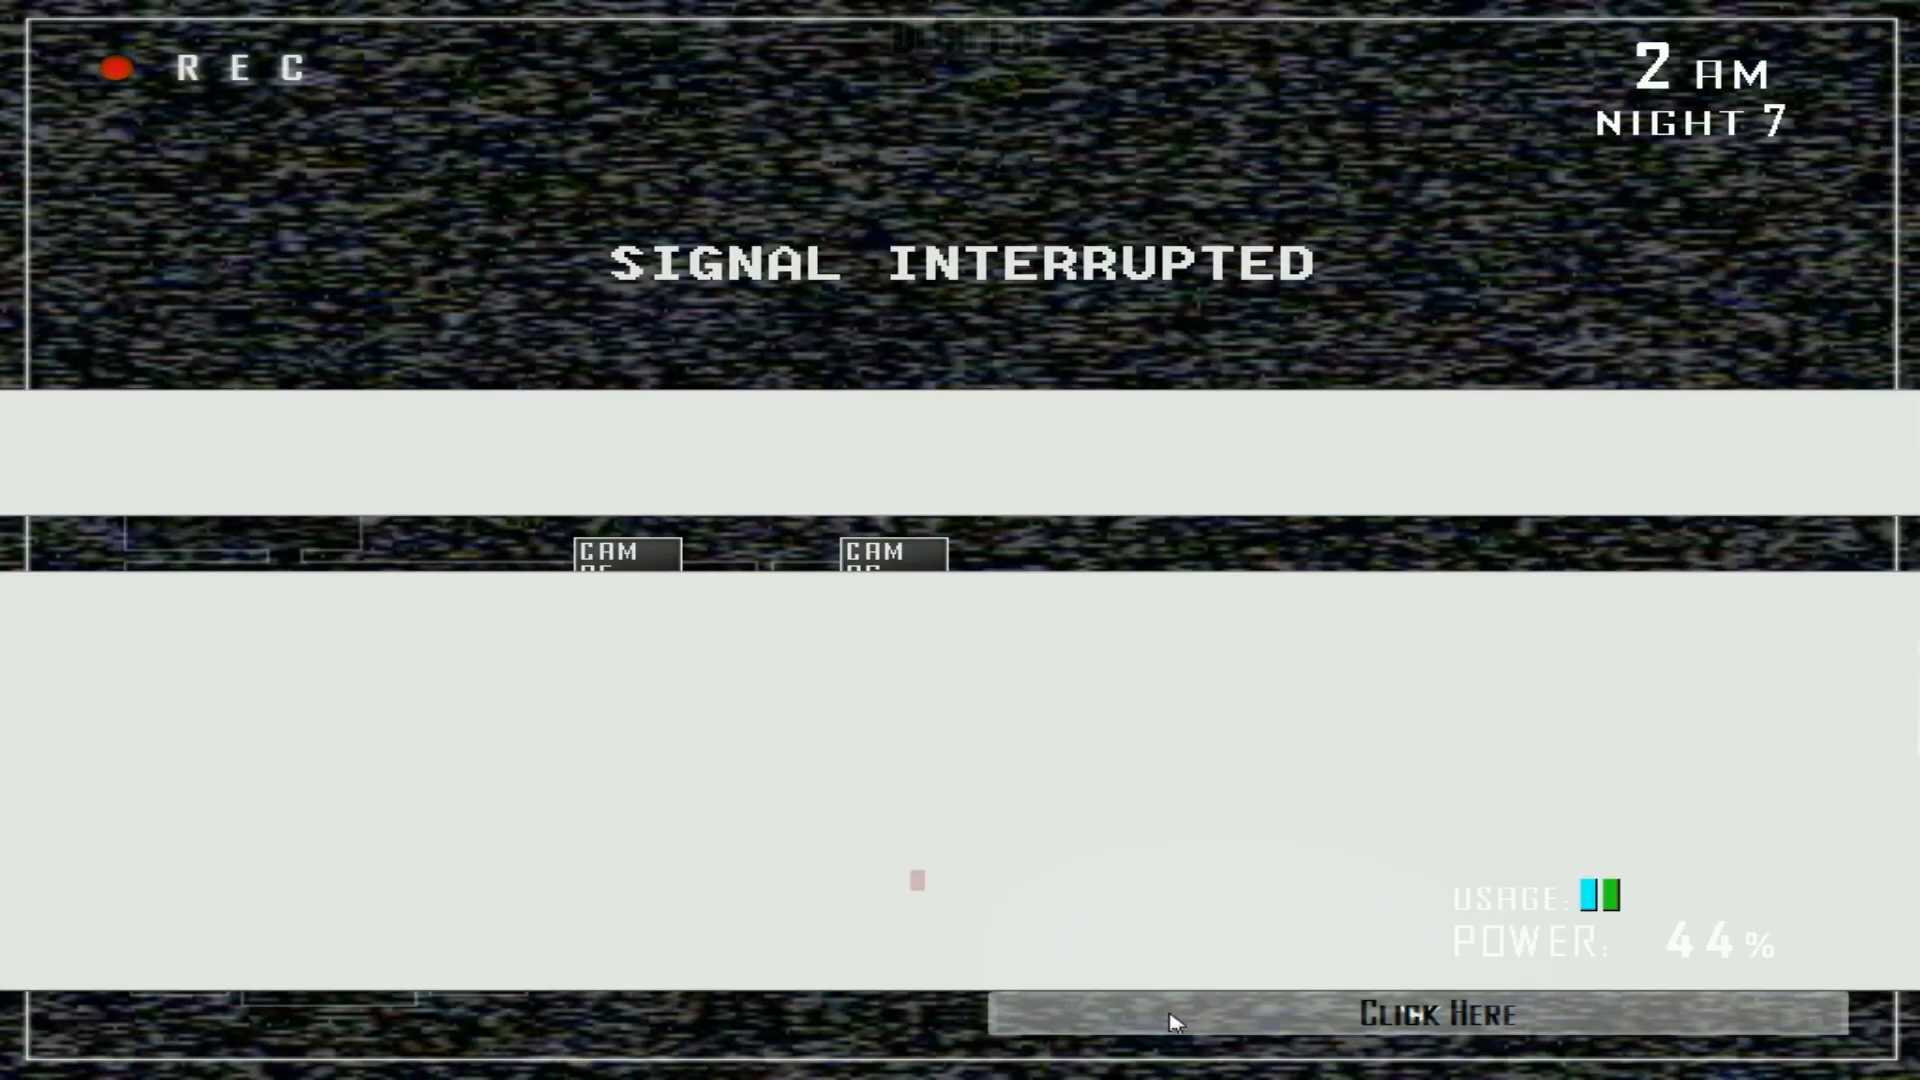 REC
2 AM
NIGHT 7
SIGNAL INTERRUPTED
CAM
CAM
USAGE:
POWER: 44%
CLICK HERE